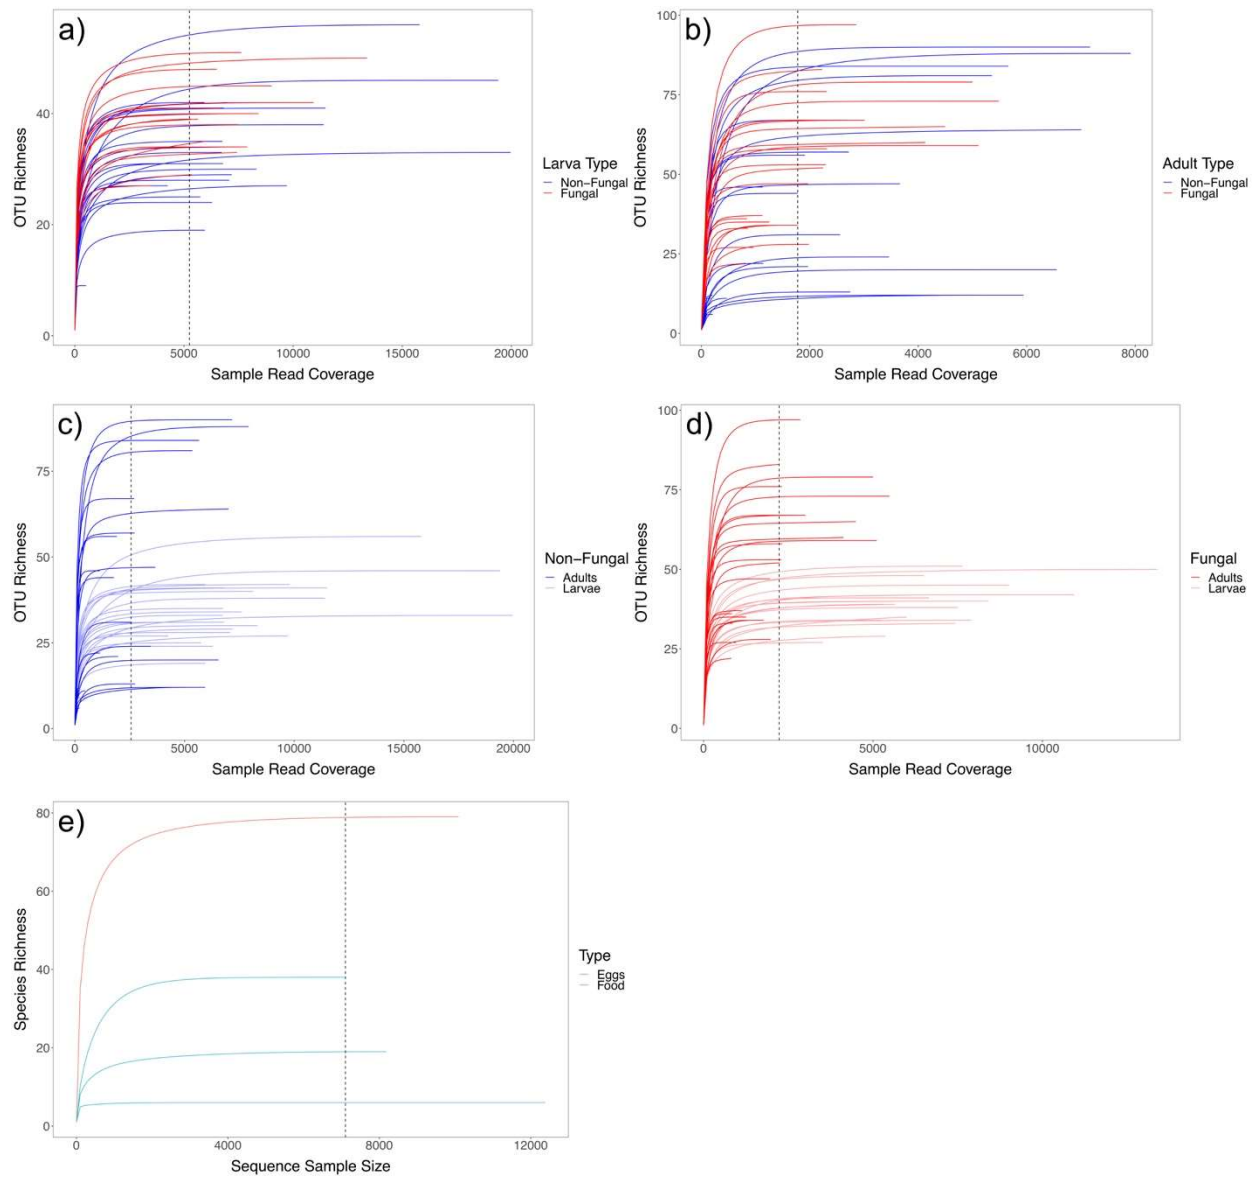 a)
OTU Richness
40
20
0
0
5000
10000
15000
20000
Sample Read Coverage
Larva Type
Non−Fungal
Fungal
b)
OTU Richness
100
75
50
25
0
0
2000
4000
6000
8000
Sample Read Coverage
Adult Type
Non−Fungal
Fungal
c)
OTU Richness
75
50
25
0
0
5000
10000
15000
20000
Sample Read Coverage
Non−Fungal
Adults
Larvae
d)
OTU Richness
100
75
50
25
0
0
5000
10000
Sample Read Coverage
Fungal
Adults
Larvae
e)
Species Richness
80
60
40
20
0
0
4000
8000
12000
Sequence Sample Size
Type
Eggs
Food